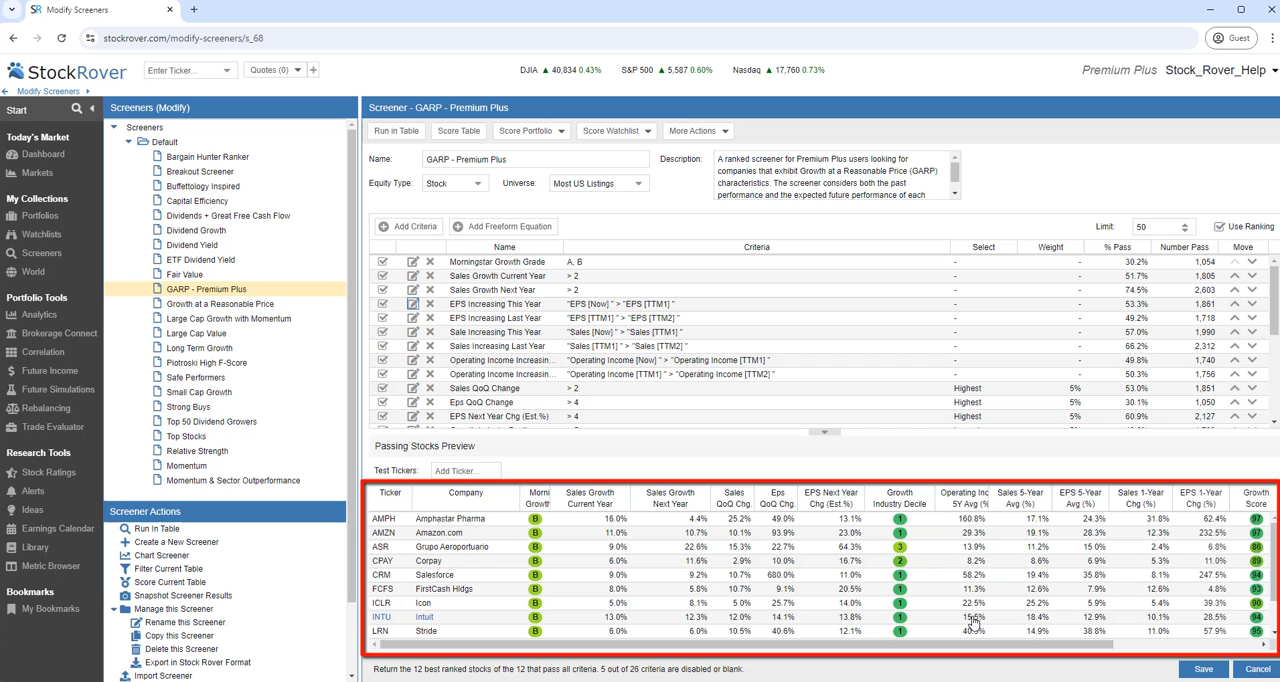 Modify Screeners
stockrover.com/modify-screeners/s_68
Guest
StockRover
Enter Ticker...
Quotes (0)
DJIA ▲ 40,834 0.43%
S&P 500 ▲ 5,587 0.60%
Nasdaq ▲ 17,760 0.73%
Premium Plus
Stock_Rover_Help
Modify Screeners
Start
Today's Market
Dashboard
Markets
My Collections
Portfolios
Watchlists
Screeners
World
Portfolio Tools
Analytics
Brokerage Connect
Correlation
Future Income
Future Simulations
Rebalancing
Trade Evaluator
Research Tools
Stock Ratings
Alerts
Ideas
Earnings Calendar
Library
Metric Browser
Bookmarks
My Bookmarks
Screeners (Modify)
Screeners
Default
Bargain Hunter Ranker
Breakout Screener
Buffettology Inspired
Capital Efficiency
Dividends + Great Free Cash Flow
Dividend Growth
Dividend Yield
ETF Dividend Yield
Fair Value
GARP - Premium Plus
Growth at a Reasonable Price
Large Cap Growth with Momentum
Large Cap Value
Long Term Growth
Piotroski High F-Score
Safe Performers
Small Cap Growth
Strong Buys
Top 50 Dividend Growers
Top Stocks
Relative Strength
Momentum
Momentum & Sector Outperformance
Screener Actions
Run In Table
Create a New Screener
Chart Screener
Filter Current Table
Score Current Table
Snapshot Screener Results
Manage this Screener
Rename this Screener
Copy this Screener
Delete this Screener
Export in Stock Rover Format
Import Screener
Screener - GARP - Premium Plus
Run in Table
Score Table
Score Portfolio
Score Watchlist
More Actions
Name: GARP - Premium Plus
Description: A ranked screener for Premium Plus users looking for
companies that exhibit Growth at a Reasonable Price (GARP)
characteristics. The screener considers both the past
performance and the expected future performance of each
Equity Type: Stock Universe: Most US Listings
Add Criteria
Add Freeform Equation
Limit: 50
Use Ranking
Name Criteria Select Weight % Pass Number Pass Move
Morningstar Growth Grade A, B - - 30.2% 1,054
Sales Growth Current Year > 2 - - 51.7% 1,805
Sales Growth Next Year > 2 - - 74.5% 2,603
EPS Increasing This Year "EPS [Now] " > "EPS [TTM1] " - - 53.3% 1,861
EPS Increasing Last Year "EPS [TTM1] " > "EPS [TTM2] " - - 49.2% 1,718
Sale Increasing This Year "Sales [Now] " > "Sales [TTM1] " - - 57.0% 1,990
Sales Increasing Last Year "Sales [TTM1] " > "Sales [TTM2] " - - 66.2% 2,312
Operating Income Increasin... "Operating Income [Now] " > "Operating Income [TTM1] " - - 49.8% 1,740
Operating Income Increasin... "Operating Income [TTM1] " > "Operating Income [TTM2] " - - 50.3% 1,756
Sales QoQ Change > 2 Highest 5% 53.0% 1,851
Eps QoQ Change > 4 Highest 5% 30.1% 1,050
EPS Next Year Chg (Est.%) > 4 Highest 5% 60.9% 2,127
Passing Stocks Preview
Test Tickers: Add Ticker...
Ticker Company Morni Growth Sales Growth Current Year Sales Growth Next Year Sales QoQ Chg. Eps QoQ Chg. EPS Next Year Chg (Est.%) Growth Industry Decile Operating Inc 5Y Avg (% Sales 5-Year Avg (%) EPS 5-Year Avg (%) Sales 1-Year Chg (%) EPS 1-Year Chg (%) Growth Score
AMPH Amphastar Pharma B 16.0% 4.4% 25.2% 49.0% 13.1% 1 160.8% 17.1% 24.3% 31.8% 62.4% 97
AMZN Amazon.com B 11.0% 10.7% 10.1% 93.9% 23.0% 1 29.3% 19.1% 28.3% 12.3% 232.5% 97
ASR Grupo Aeroportuario B 9.0% 22.6% 15.3% 22.7% 64.3% 3 13.9% 11.2% 15.0% 2.4% 6.8% 86
CPAY Corpay B 6.0% 11.6% 2.9% 10.0% 16.7% 2 8.2% 8.6% 6.9% 5.3% 11.0% 89
CRM Salesforce B 9.0% 9.2% 10.7% 680.0% 11.0% 1 58.2% 19.4% 35.8% 8.1% 247.5% 94
FCFS FirstCash Hldgs B 8.0% 5.8% 10.7% 9.1% 20.5% 1 11.3% 12.6% 7.9% 12.6% 4.8% 93
ICLR Icon B 5.0% 8.1% 5.0% 25.7% 14.0% 1 22.5% 25.2% 5.9% 5.4% 39.3% 90
INTU Intuit B 13.0% 12.3% 12.0% 14.1% 13.8% 1 18.4% 12.9% 10.1% 28.5% 94
LRN Stride B 6.0% 6.0% 10.5% 40.6% 12.1% 1 14.9% 38.8% 11.0% 57.9% 95
Return the 12 best ranked stocks of the 12 that pass all criteria. 5 out of 26 criteria are disabled or blank.
Save
Cancel